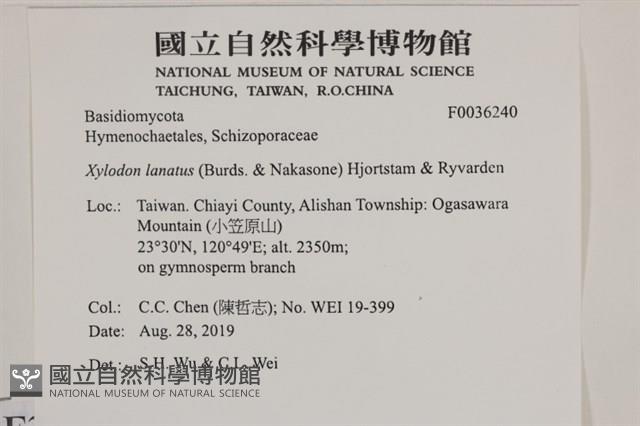 國立自然科學博物館
NATIONAL MUSEUM OF NATURAL SCIENCE
TAICHUNG, TAIWAN, R.O.CHINA
Basidiomycota F0036240
Hymenochaetales, Schizoporaceae
Xylodon lanatus (Burds. & Nakasone) Hjortstam & Ryvarden
Loc.: Taiwan. Chiayi County, Alishan Township: Ogasawara
Mountain (小笠原山)
23°30'N, 120°49'E; alt. 2350m;
on gymnosperm branch
Col.: C.C. Chen (陳哲志); No. WEI 19-399
Date: Aug. 28, 2019
Det.: S.H. Wu & C.L. Wei
國立自然科學博物館
NATIONAL MUSEUM OF NATURAL SCIENCE